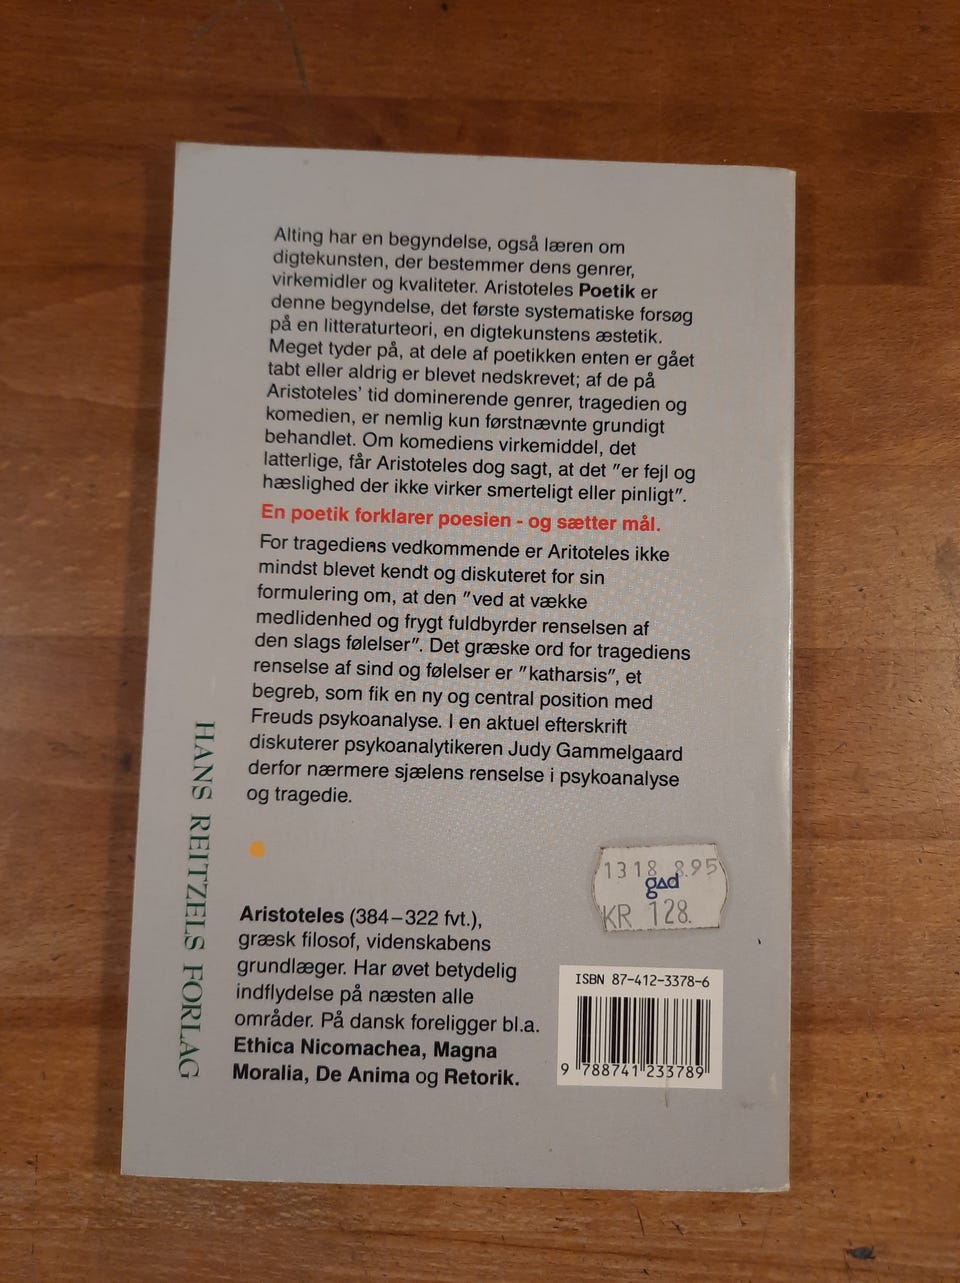 Alting har en begyndelse, også læren om
digtekunsten, der bestemmer dens genrer,
virkemidler og kvaliteter. Aristoteles Poetik er
denne begyndelse, det første systematiske forsøg
på en litteraturteori, en digtekunstens æstetik.
Meget tyder på, at dele af poetikken enten er gået
tabt eller aldrig er blevet nedskrevet; af de på
Aristoteles' tid dominerende genrer, tragedien og
komedien, er nemlig kun førstnævnte grundigt
behandlet. Om komediens virkemiddel, det
latterlige, får Aristoteles dog sagt, at det "er fejl og
hæslighed der ikke virker smerteligt eller pinligt".
En poetik forklarer poesien - og sætter mål.
For tragediens vedkommende er Aritoteles ikke
mindst blevet kendt og diskuteret for sin
formulering om, at den "ved at vække
medlidenhed og frygt fuldbyrder renselsen af
den slags følelser". Det græske ord for tragediens
renselse af sind og følelser er "katharsis", et
begreb, som fik en ny og central position med
Freuds psykoanalyse. I en aktuel efterskrift
diskuterer psykoanalytikeren Judy Gammelgaard
derfor nærmere sjælens renselse i psykoanalyse
og tragedie.
HANS REITZELS FORLAG
1318 8.95
gad
KR 128.
Aristoteles (384–322 fvt.),
græsk filosof, videnskabens
grundlæger. Har øvet betydelig
indflydelse på næsten alle
områder. På dansk foreligger bl.a.
Ethica Nicomachea, Magna
Moralia, De Anima og Retorik.
ISBN 87-412-3378-6
9 788741 233789